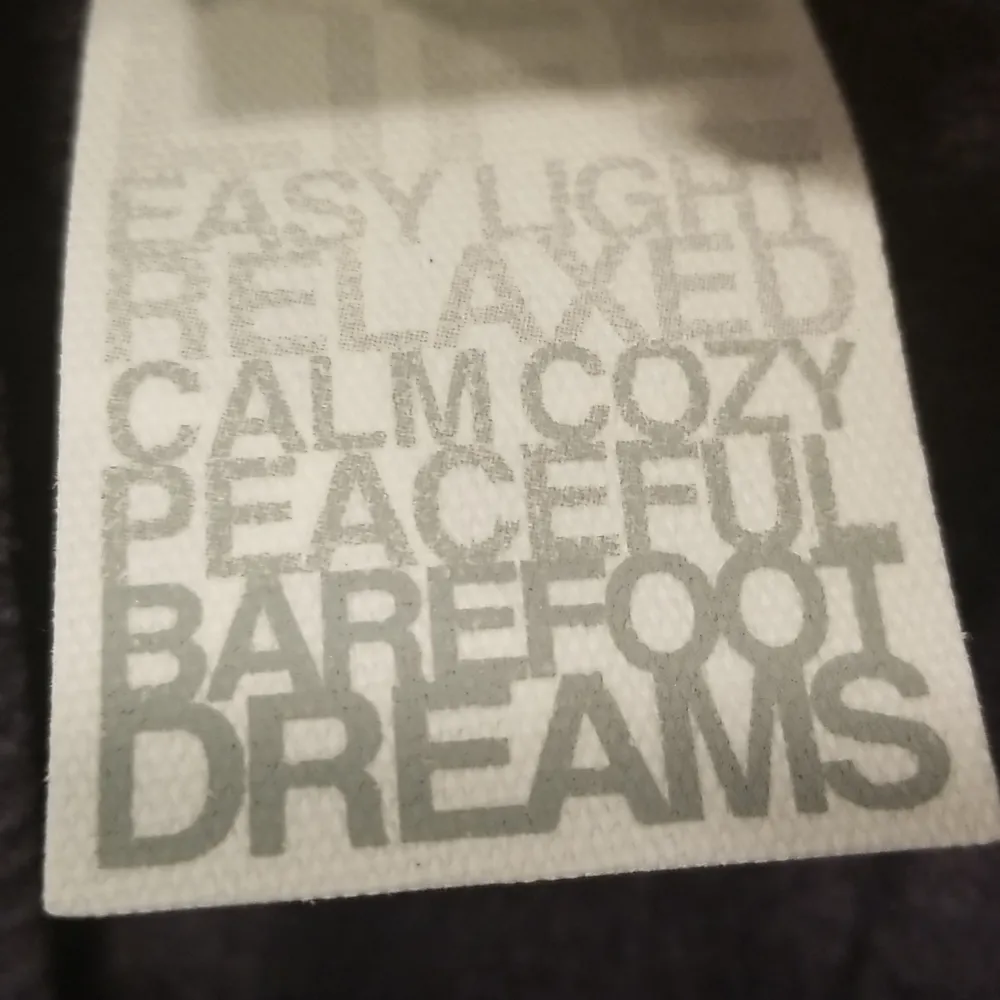 EASY LIGHT
RELAXED
CALM COZY
PEACEFUL
BAREFOOT
DREAMS